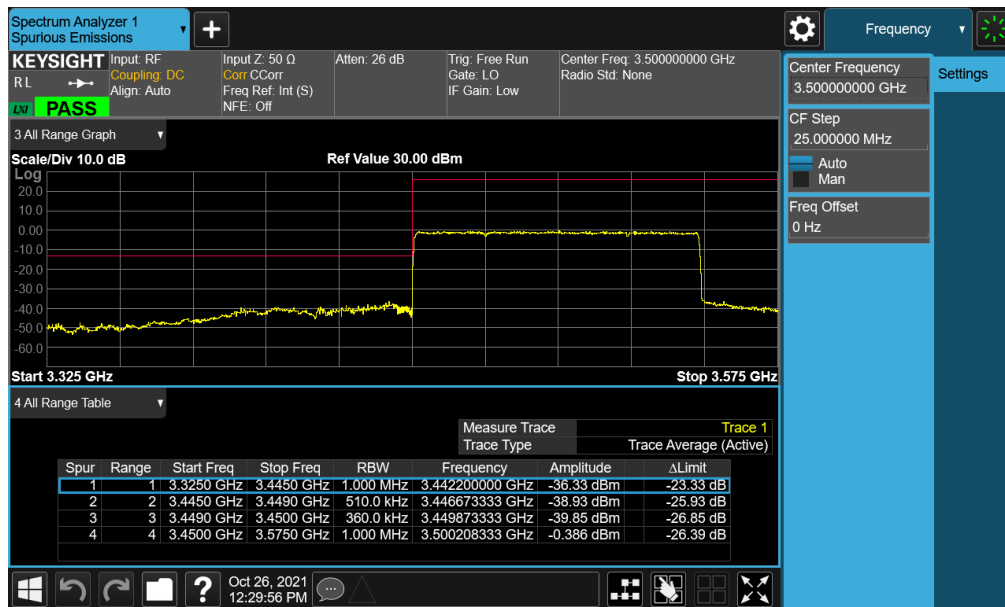 Spectrum Analyzer 1
Spurious Emissions
+
Frequency
KEYSIGHT Input: RF Input Z: 50 Ω Atten: 26 dB Trig: Free Run Center Freq: 3.500000000 GHz
R L Coupling: DC Corr CCorr Gate: LO Radio Std: None
Align: Auto Freq Ref: Int (S) IF Gain: Low
LXI PASS NFE: Off
Center Frequency
3.500000000 GHz
Settings
CF Step
25.000000 MHz
Auto
Man
Freq Offset
0 Hz
3 All Range Graph
Scale/Div 10.0 dB Ref Value 30.00 dBm
Log
20.0
10.0
0.00
-10.0
-20.0
-30.0
-40.0
-50.0
-60.0
Start 3.325 GHz Stop 3.575 GHz
4 All Range Table
Measure Trace Trace 1
Trace Type Trace Average (Active)
Spur Range Start Freq Stop Freq RBW Frequency Amplitude ΔLimit
1 1 3.3250 GHz 3.4450 GHz 1.000 MHz 3.442200000 GHz -36.33 dBm -23.33 dB
2 2 3.4450 GHz 3.4490 GHz 510.0 kHz 3.446673333 GHz -38.93 dBm -25.93 dB
3 3 3.4490 GHz 3.4500 GHz 360.0 kHz 3.449873333 GHz -39.85 dBm -26.85 dB
4 4 3.4500 GHz 3.5750 GHz 1.000 MHz 3.500208333 GHz -0.386 dBm -26.39 dB
?
Oct 26, 2021
12:29:56 PM